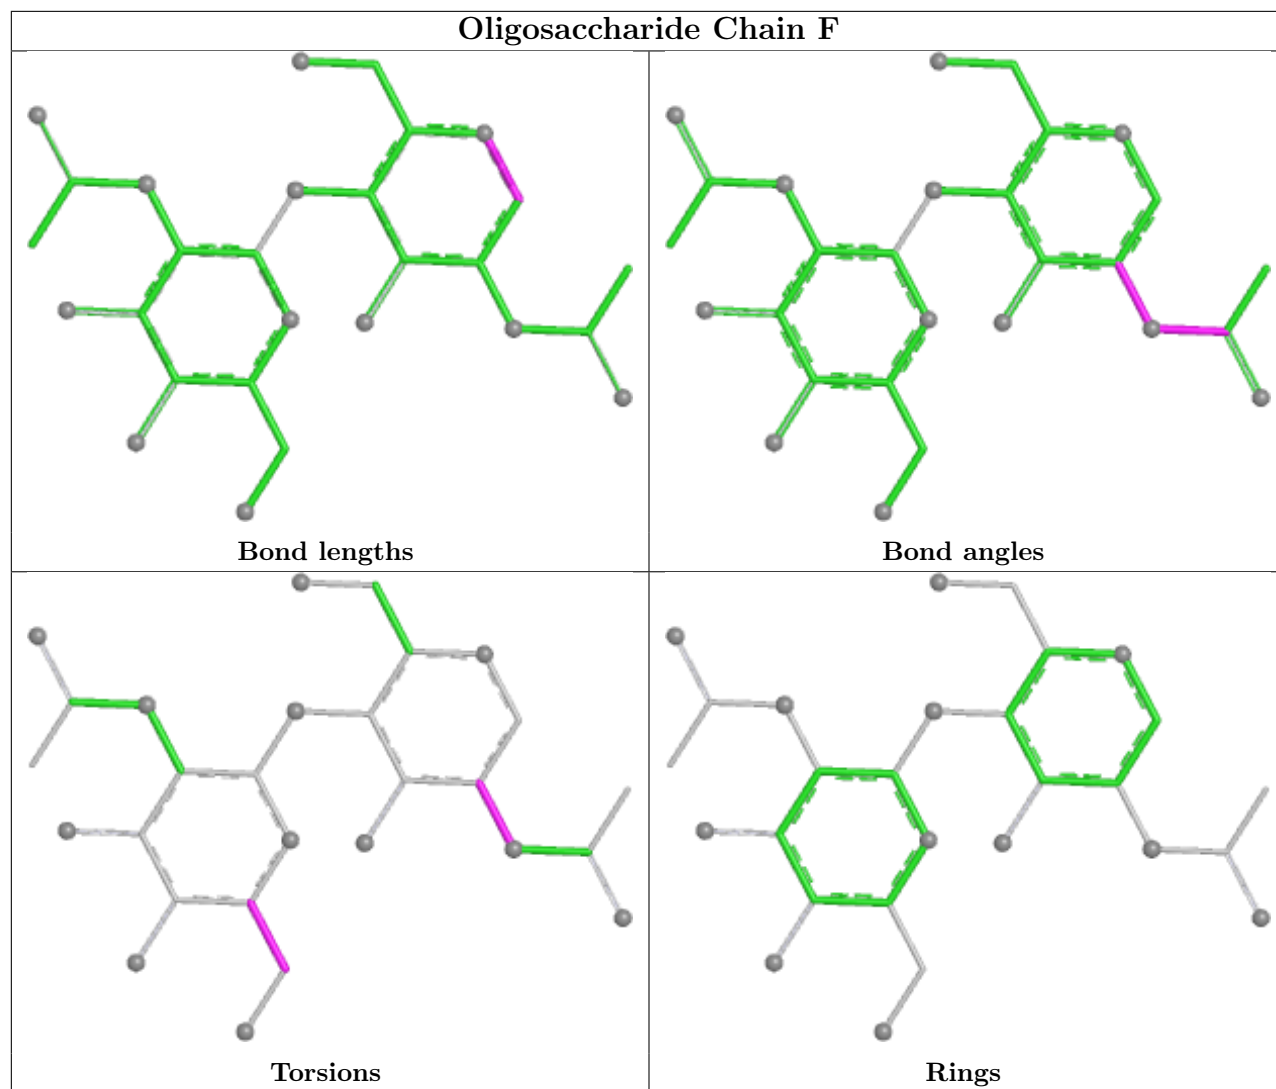 Oligosaccharide Chain F
Bond lengths
Bond angles
Torsions
Rings